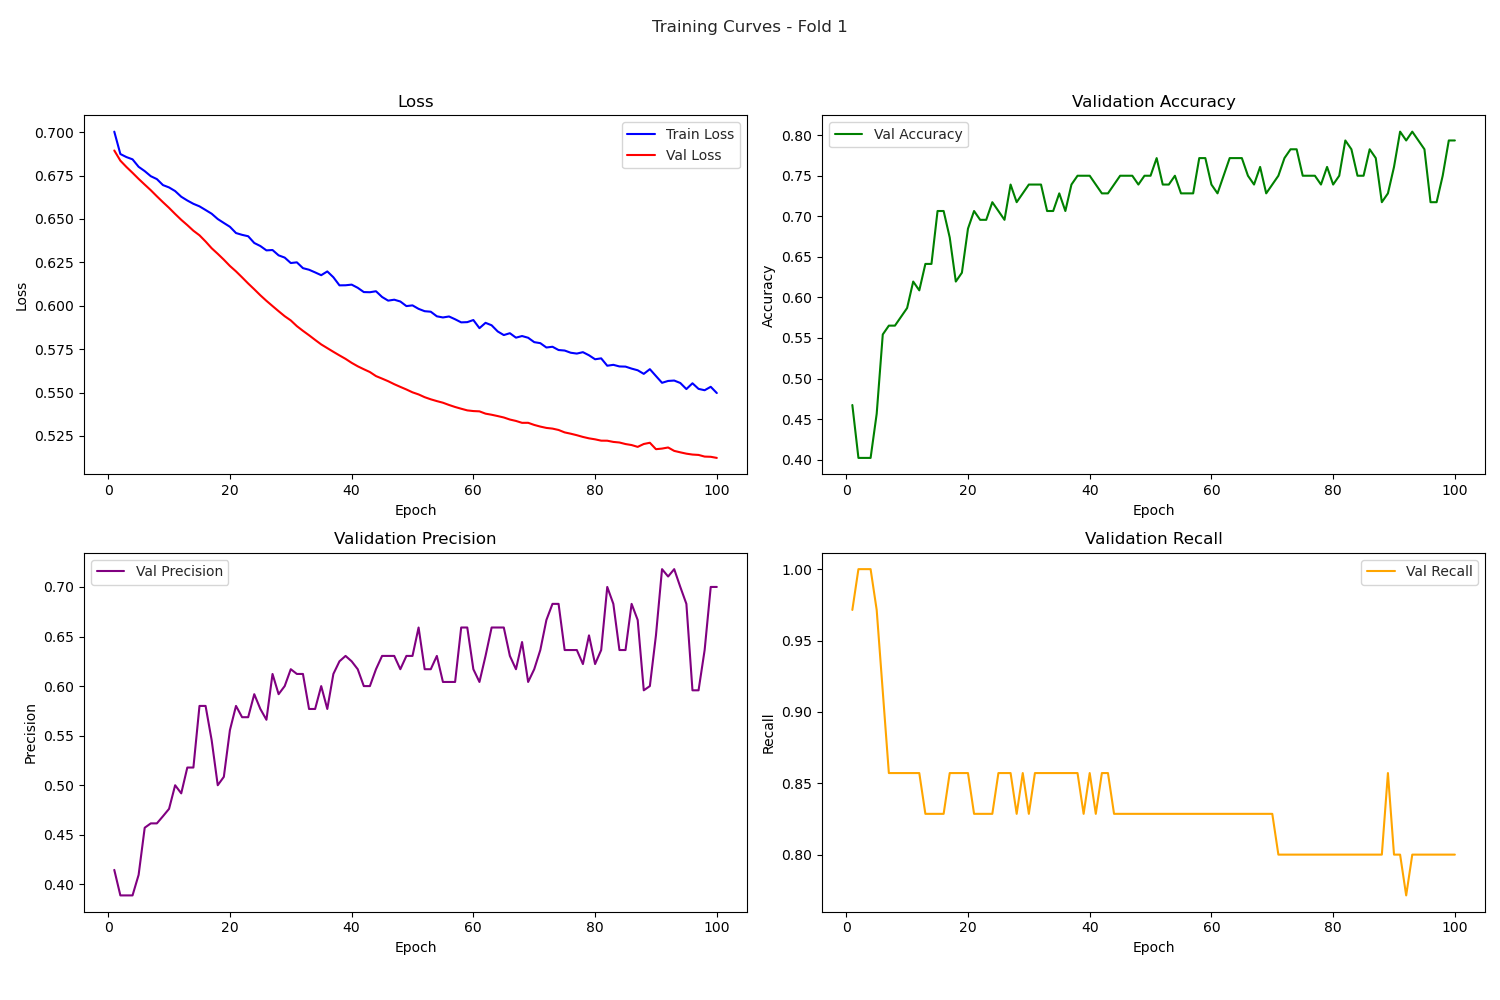 Training Curves - Fold 1
Loss
Train Loss
Val Loss
0.700
0.675
0.650
0.625
0.600
0.575
0.550
0.525
Loss
0 20 40 60 80 100
Epoch
Validation Accuracy
Val Accuracy
0.80
0.75
0.70
0.65
0.60
0.55
0.50
0.45
0.40
Accuracy
0 20 40 60 80 100
Epoch
Validation Precision
Val Precision
0.70
0.65
0.60
0.55
0.50
0.45
0.40
Precision
0 20 40 60 80 100
Epoch
Validation Recall
Val Recall
1.00
0.95
0.90
0.85
0.80
Recall
0 20 40 60 80 100
Epoch